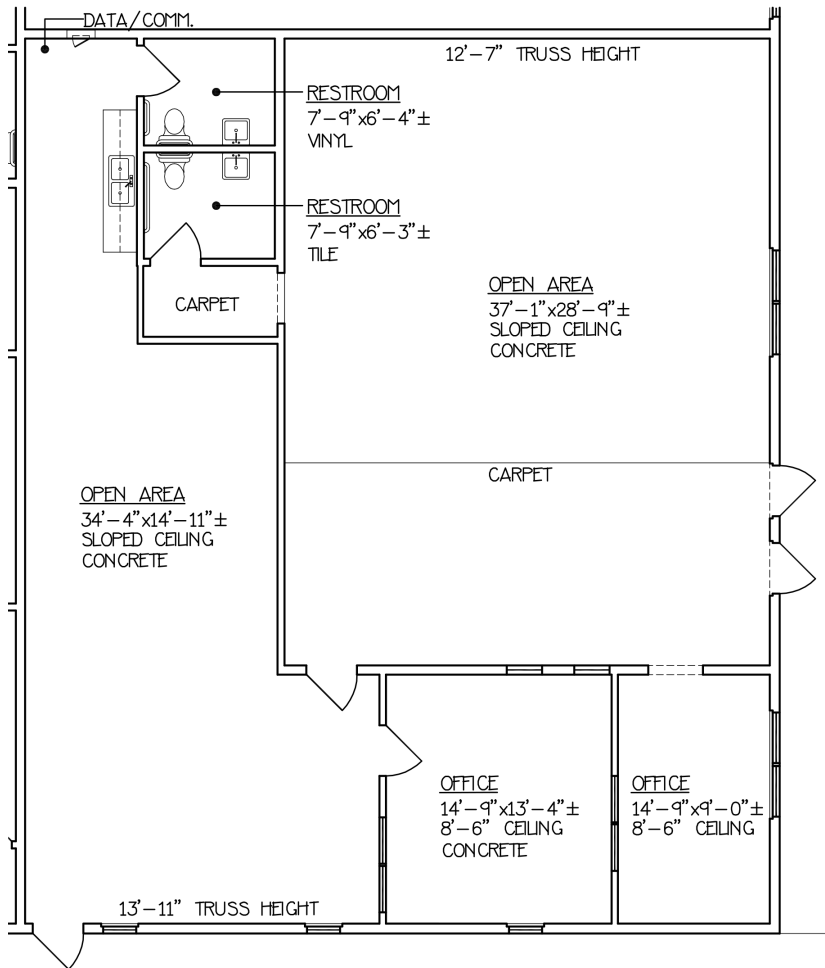 DATA/COMM.
12'-7" TRUSS HEIGHT
RESTROOM
7'-9"x6'-4"±
VINYL
RESTROOM
7'-9"x6'-3"±
TILE
CARPET
OPEN AREA
37'-1"x28'-9"±
SLOPED CEILING
CONCRETE
CARPET
OPEN AREA
34'-4"x14'-11"±
SLOPED CEILING
CONCRETE
OFFICE
14'-9"x13'-4"±
8'-6" CEILING
CONCRETE
OFFICE
14'-9"x9'-0"±
8'-6" CEILING
13'-11" TRUSS HEIGHT